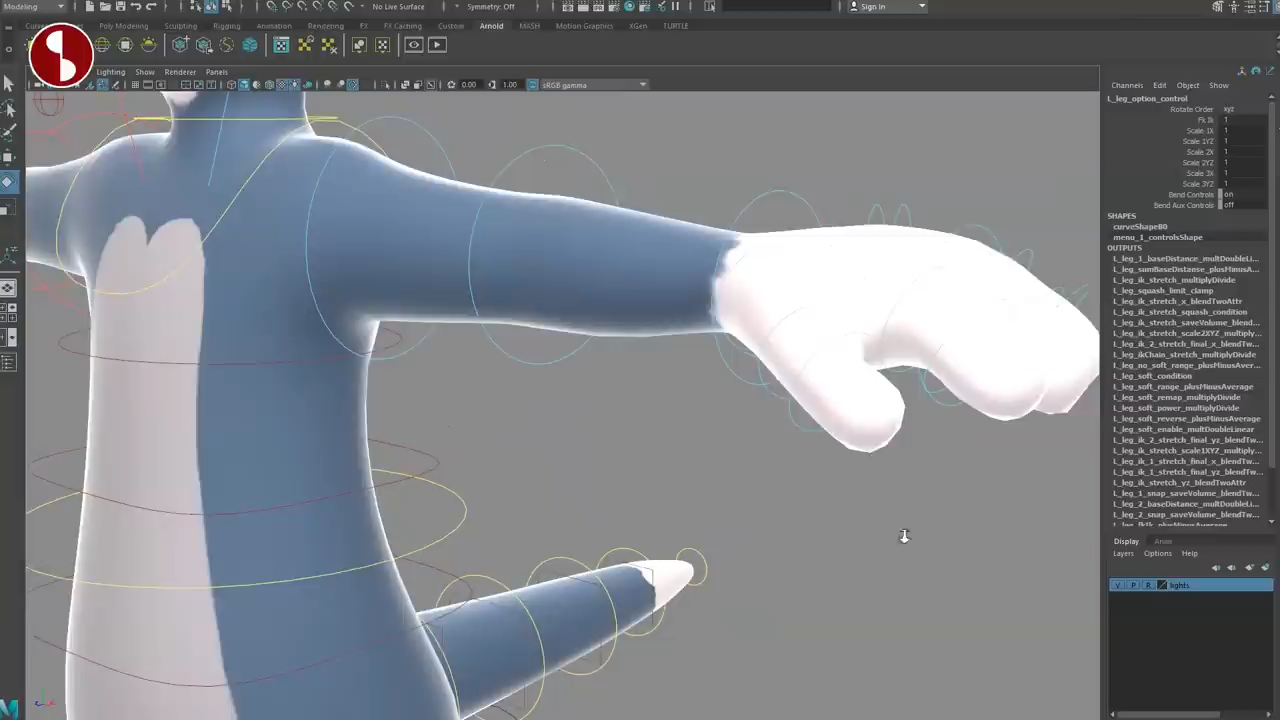 Modeling
No Live Surface
Symmetry: Off
Sign In
Poly Modeling
Sculpting
Rigging
Animation
Rendering
FX
FX Caching
Custom
Arnold
MASH
Motion Graphics
XGen
TURTLE
Lighting
Show
Renderer
Panels
0.00
1.00
sRGB gamma
Channels
Edit
Object
Show
L_leg_option_control
Rotate Order xyz
Fk Ik 1
Scale 1X 1
Scale 1YZ 1
Scale 2X 1
Scale 2YZ 1
Scale 3X 1
Scale 3YZ 1
Bend Controls on
Bend Aux Controls off
SHAPES
curveShape80
menu_1_controlsShape
OUTPUTS
L_leg_1_baseDistance_multDoubleLi...
L_leg_sumBaseDistanse_plusMinusA...
L_leg_ik_stretch_multiplyDivide
L_leg_squash_limit_clamp
L_leg_ik_stretch_x_blendTwoAttr
L_leg_ik_stretch_squash_condition
L_leg_ik_stretch_saveVolume_blend...
L_leg_ik_stretch_scale2XYZ_multipl...
L_leg_ik_2_stretch_final_x_blendTw...
L_leg_ikChain_stretch_multiplyDivide
L_leg_no_soft_range_plusMinusAver...
L_leg_soft_condition
L_leg_soft_range_plusMinusAverage
L_leg_soft_remap_multiplyDivide
L_leg_soft_power_multiplyDivide
L_leg_soft_reverse_plusMinusAverage
L_leg_soft_enable_multDoubleLinear
L_leg_ik_2_stretch_final_yz_blendTw...
L_leg_ik_stretch_scale1XYZ_multiply...
L_leg_ik_1_stretch_final_x_blendTw...
L_leg_ik_1_stretch_final_yz_blendTw...
L_leg_ik_stretch_yz_blendTwoAttr
L_leg_1_snap_saveVolume_blendTw...
L_leg_2_baseDistance_multDoubleLi...
L_leg_2_snap_saveVolume_blendTw...
L_leg_fkIk_plusMinusAverage
Display
Anim
Layers
Options
Help
V P R lights